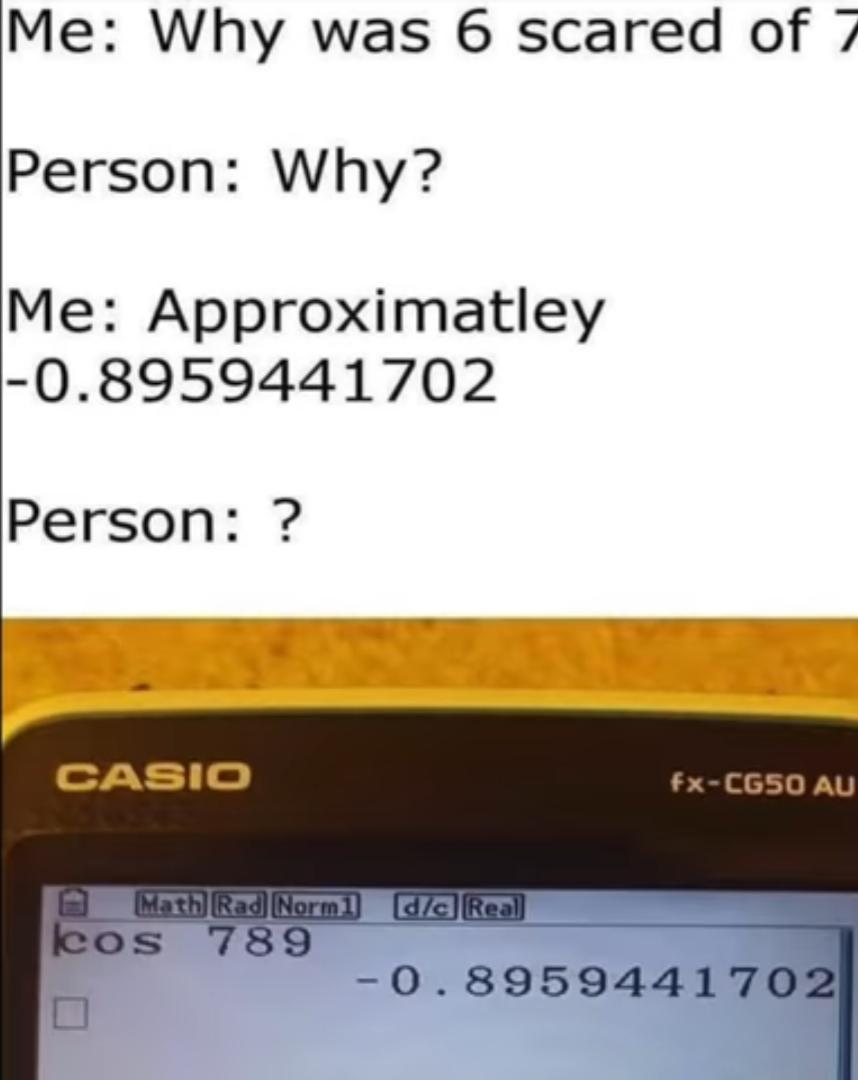 Me: Why was 6 scared of 7
Person: Why?
Me: Approximatley
-0.8959441702
Person: ?
CASIO
fx-CG50 AU
Math Rad Norm1 d/c Real
cos 789
-0.8959441702